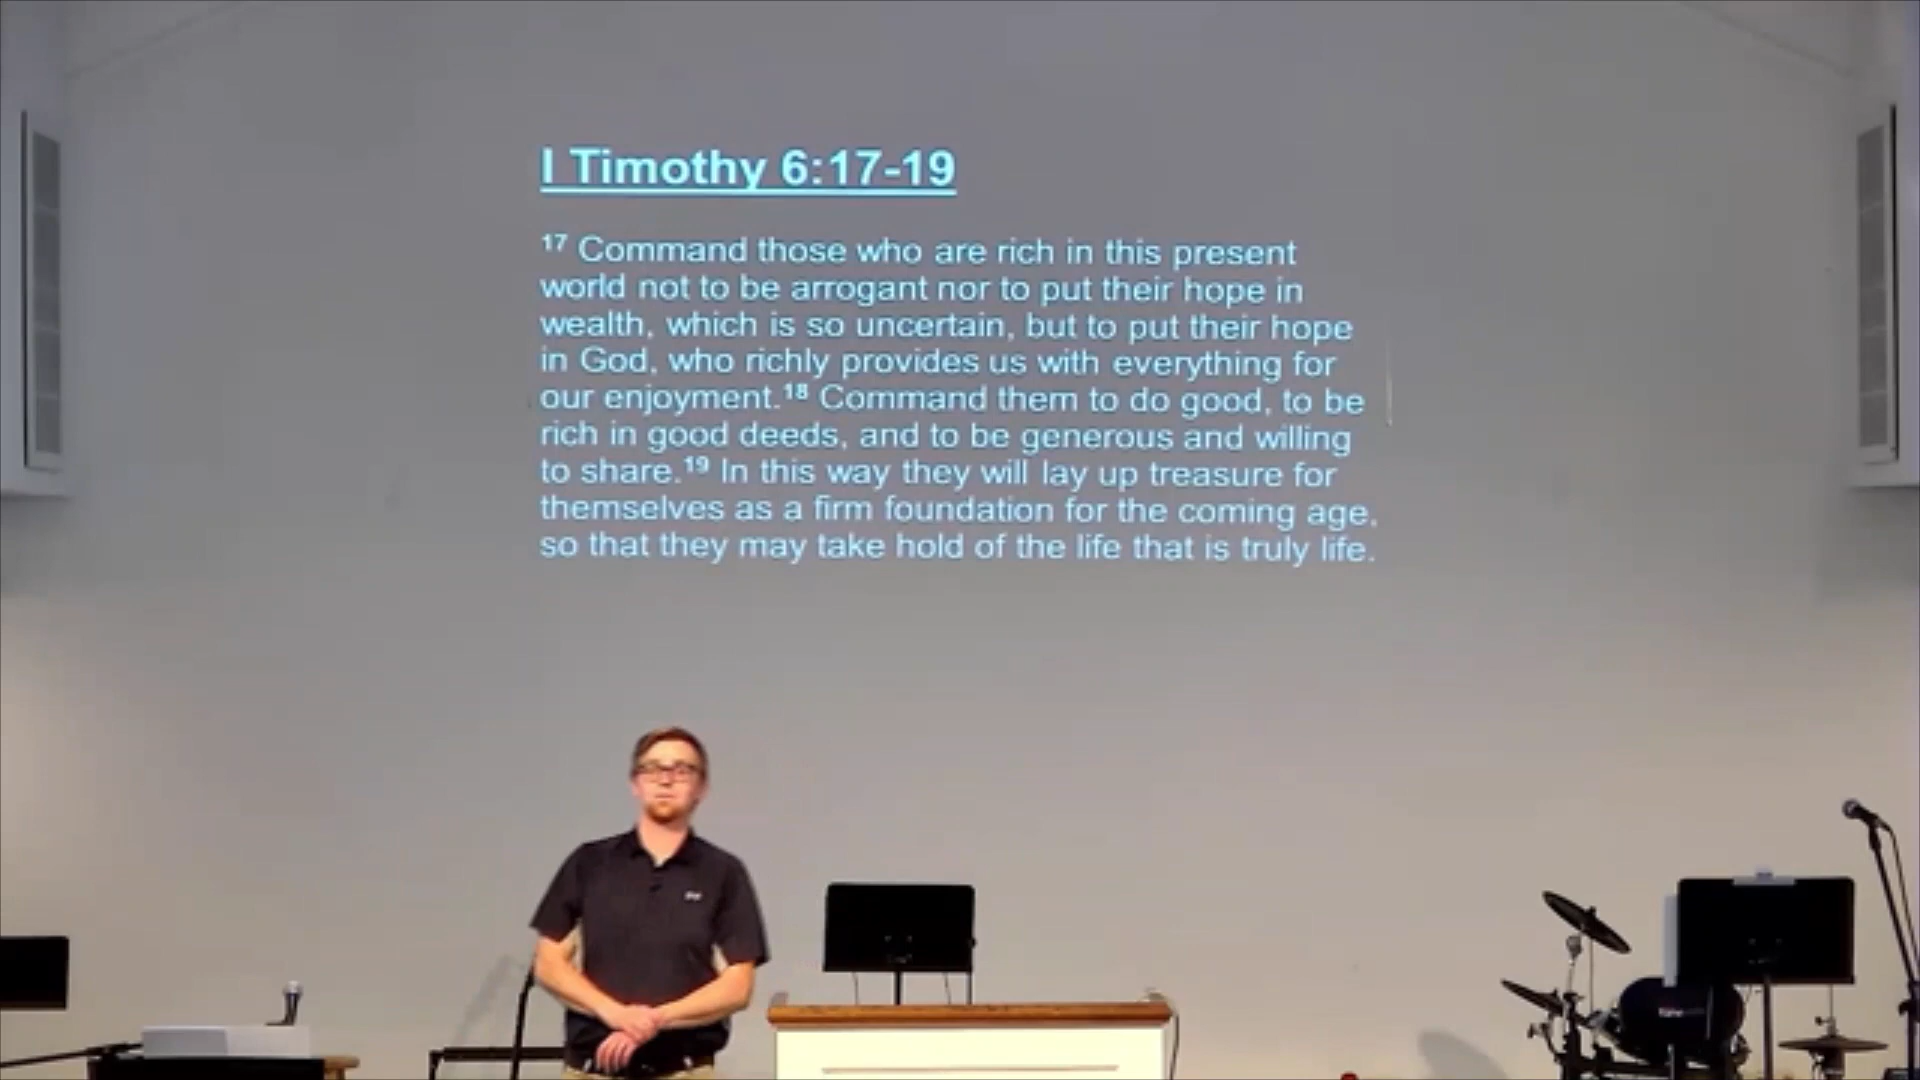 I Timothy 6:17-19
17 Command those who are rich in this present
world not to be arrogant nor to put their hope in
wealth, which is so uncertain, but to put their hope
in God, who richly provides us with everything for
our enjoyment.18 Command them to do good, to be
rich in good deeds, and to be generous and willing
to share.19 In this way they will lay up treasure for
themselves as a firm foundation for the coming age,
so that they may take hold of the life that is truly life.